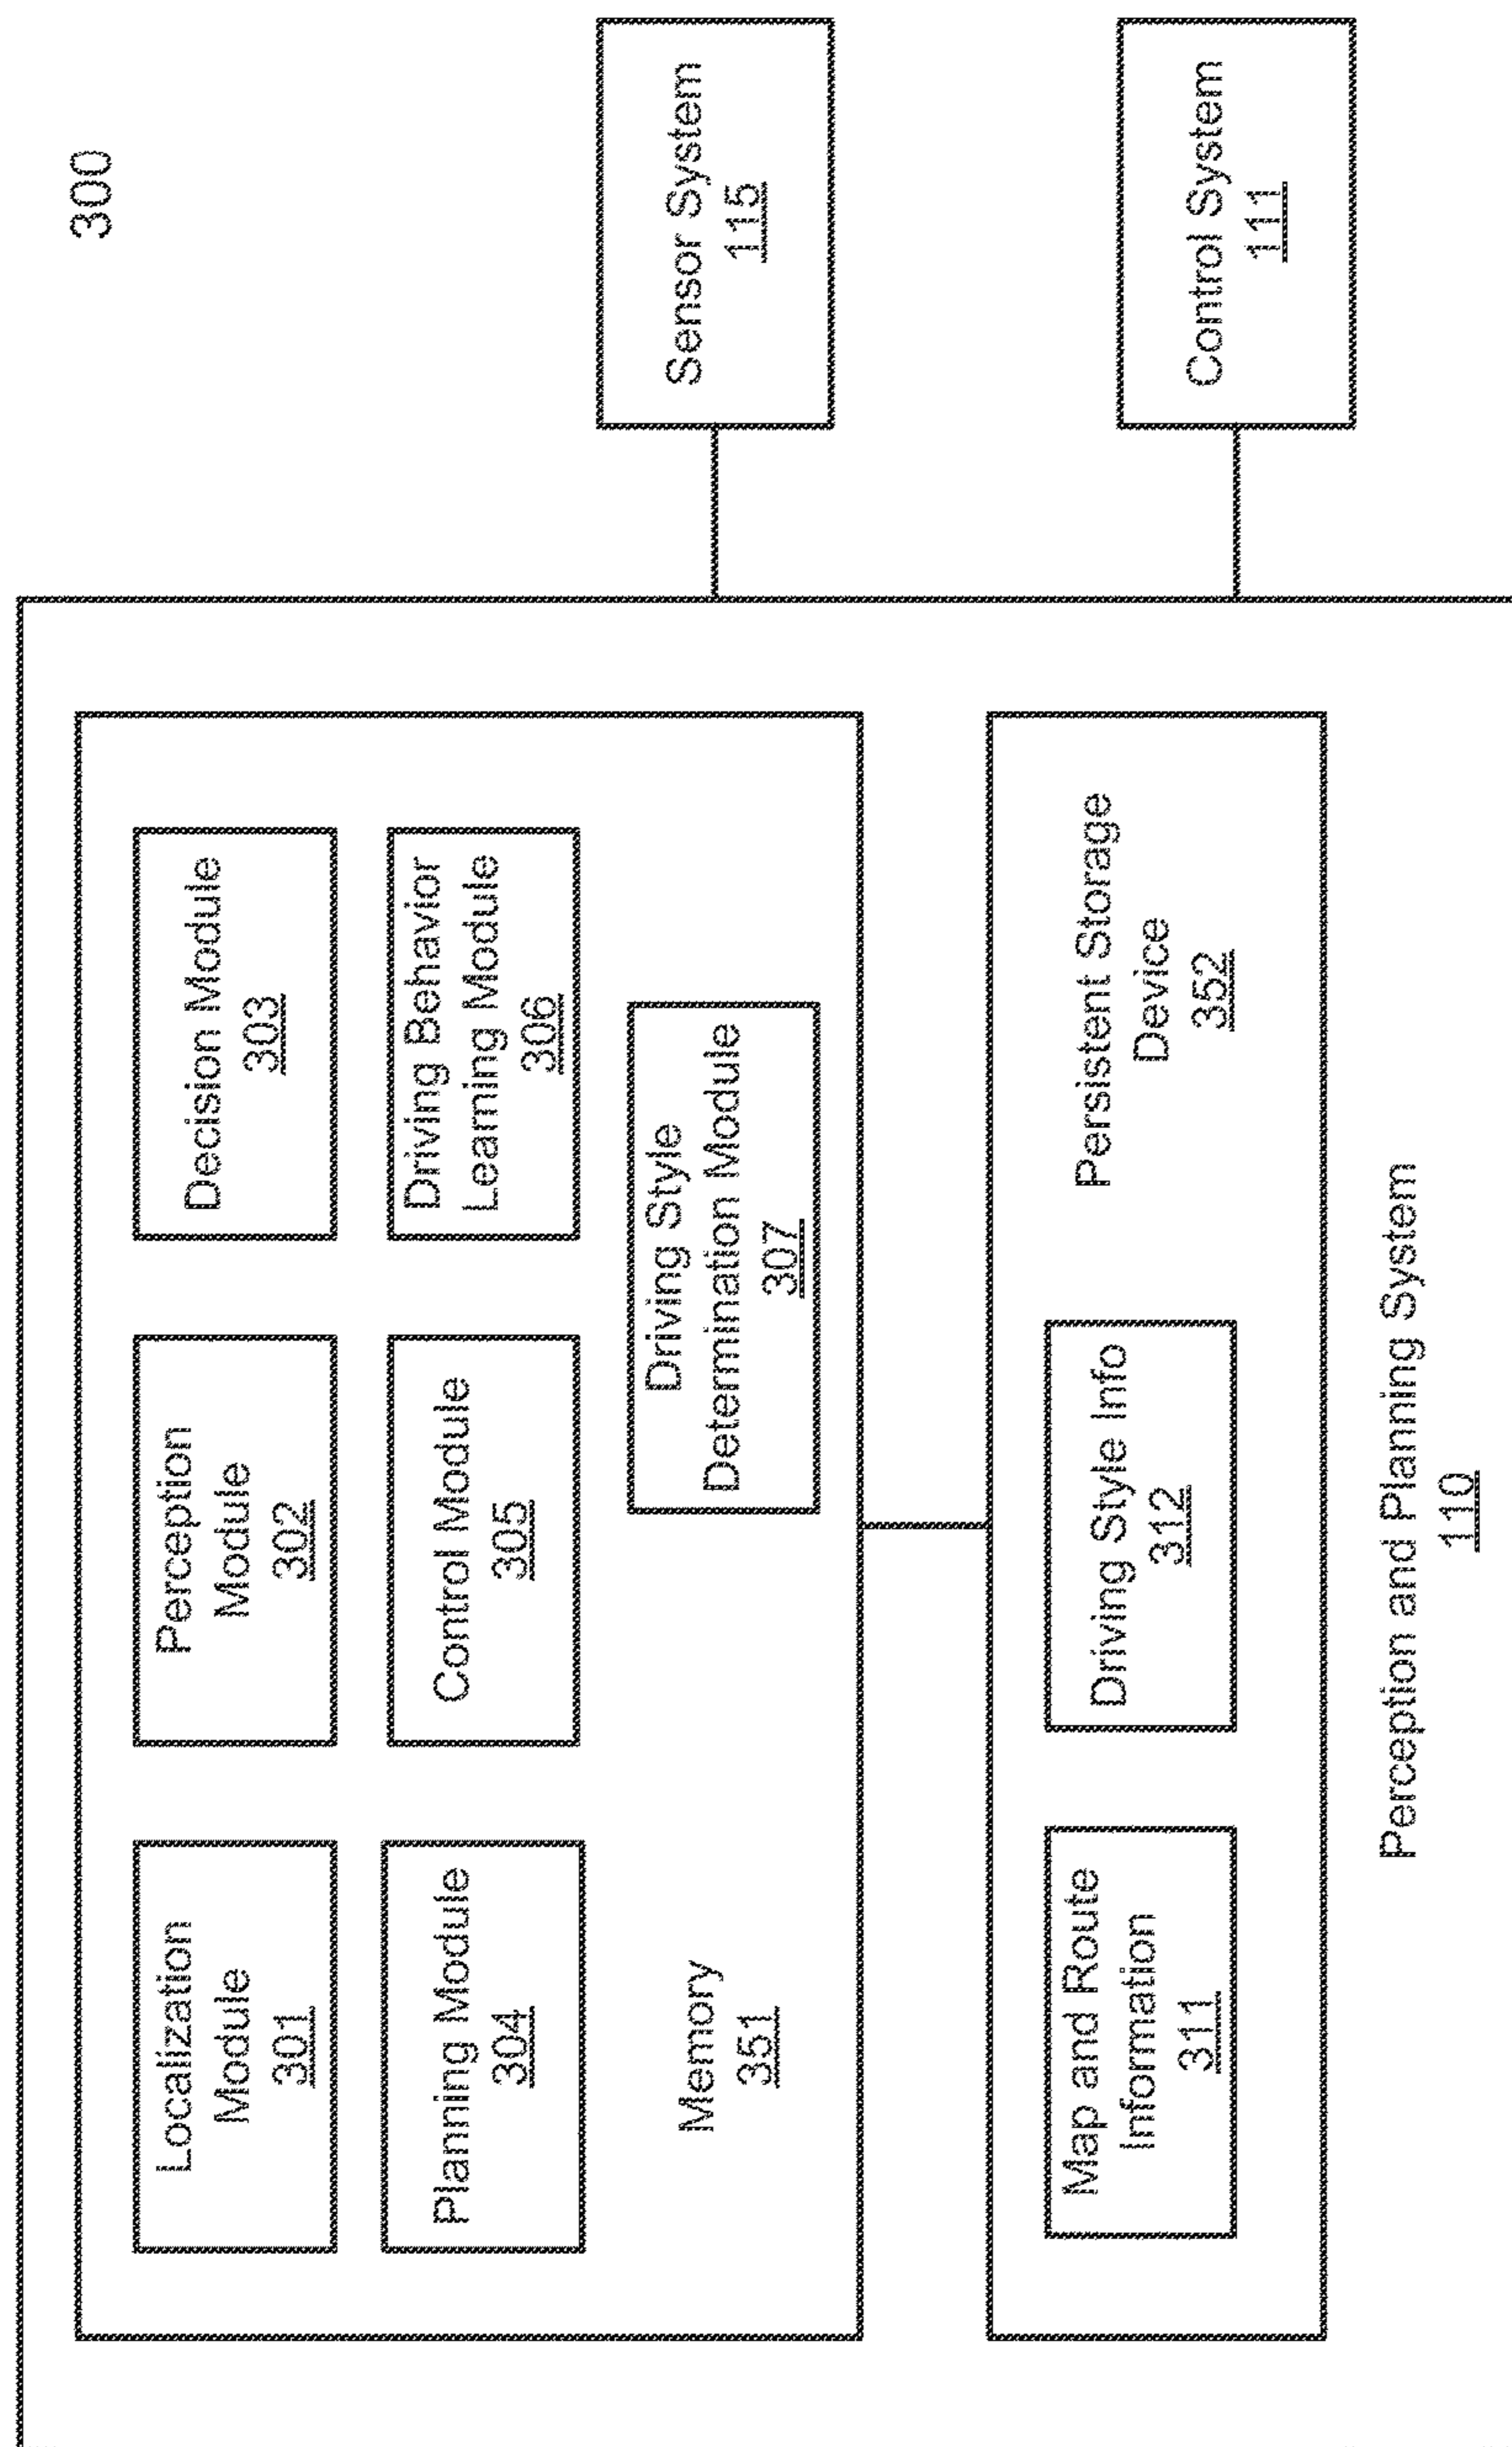 300
Localization
Module
301
Perception
Module
302
Decision Module
303
Planning Module
304
Control Module
305
Driving Behavior
Learning Module
306
Driving Style
Determination Module
307
Memory
351
Sensor System
115
Map and Route
Information
311
Driving Style Info
312
Persistent Storage
Device
352
Control System
111
Perception and Planning System
110